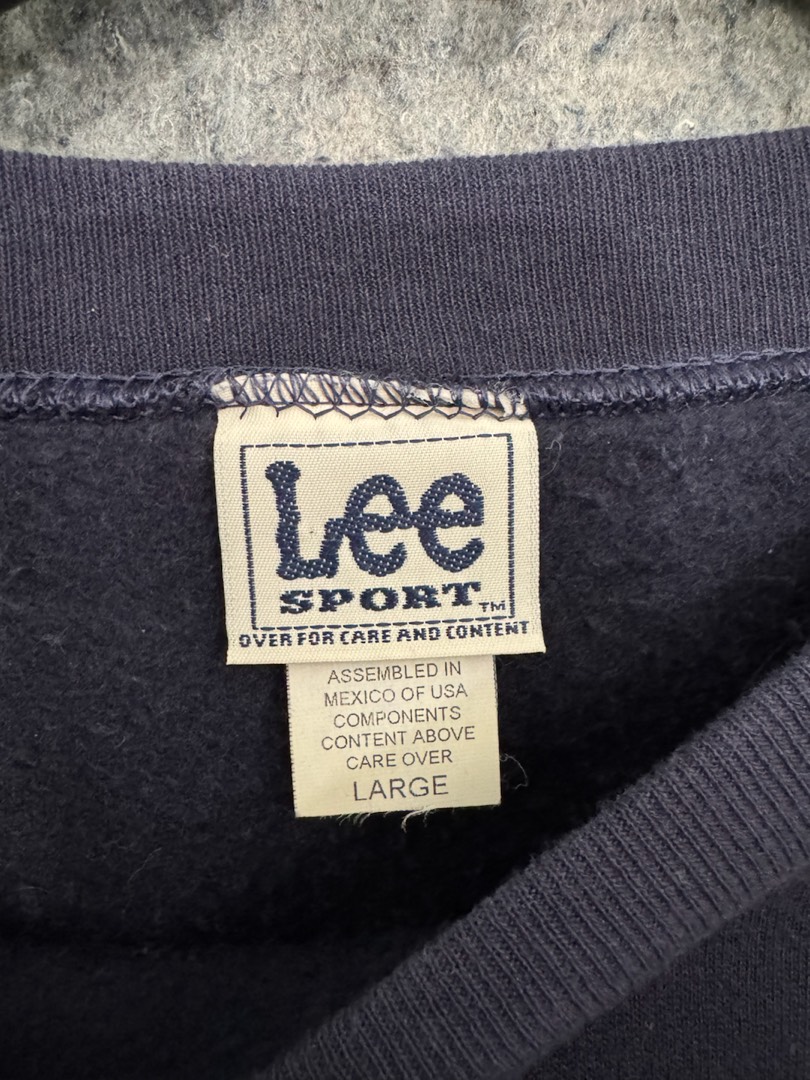 Lee
SPORT™
OVER FOR CARE AND CONTENT
ASSEMBLED IN
MEXICO OF USA
COMPONENTS
CONTENT ABOVE
CARE OVER
LARGE